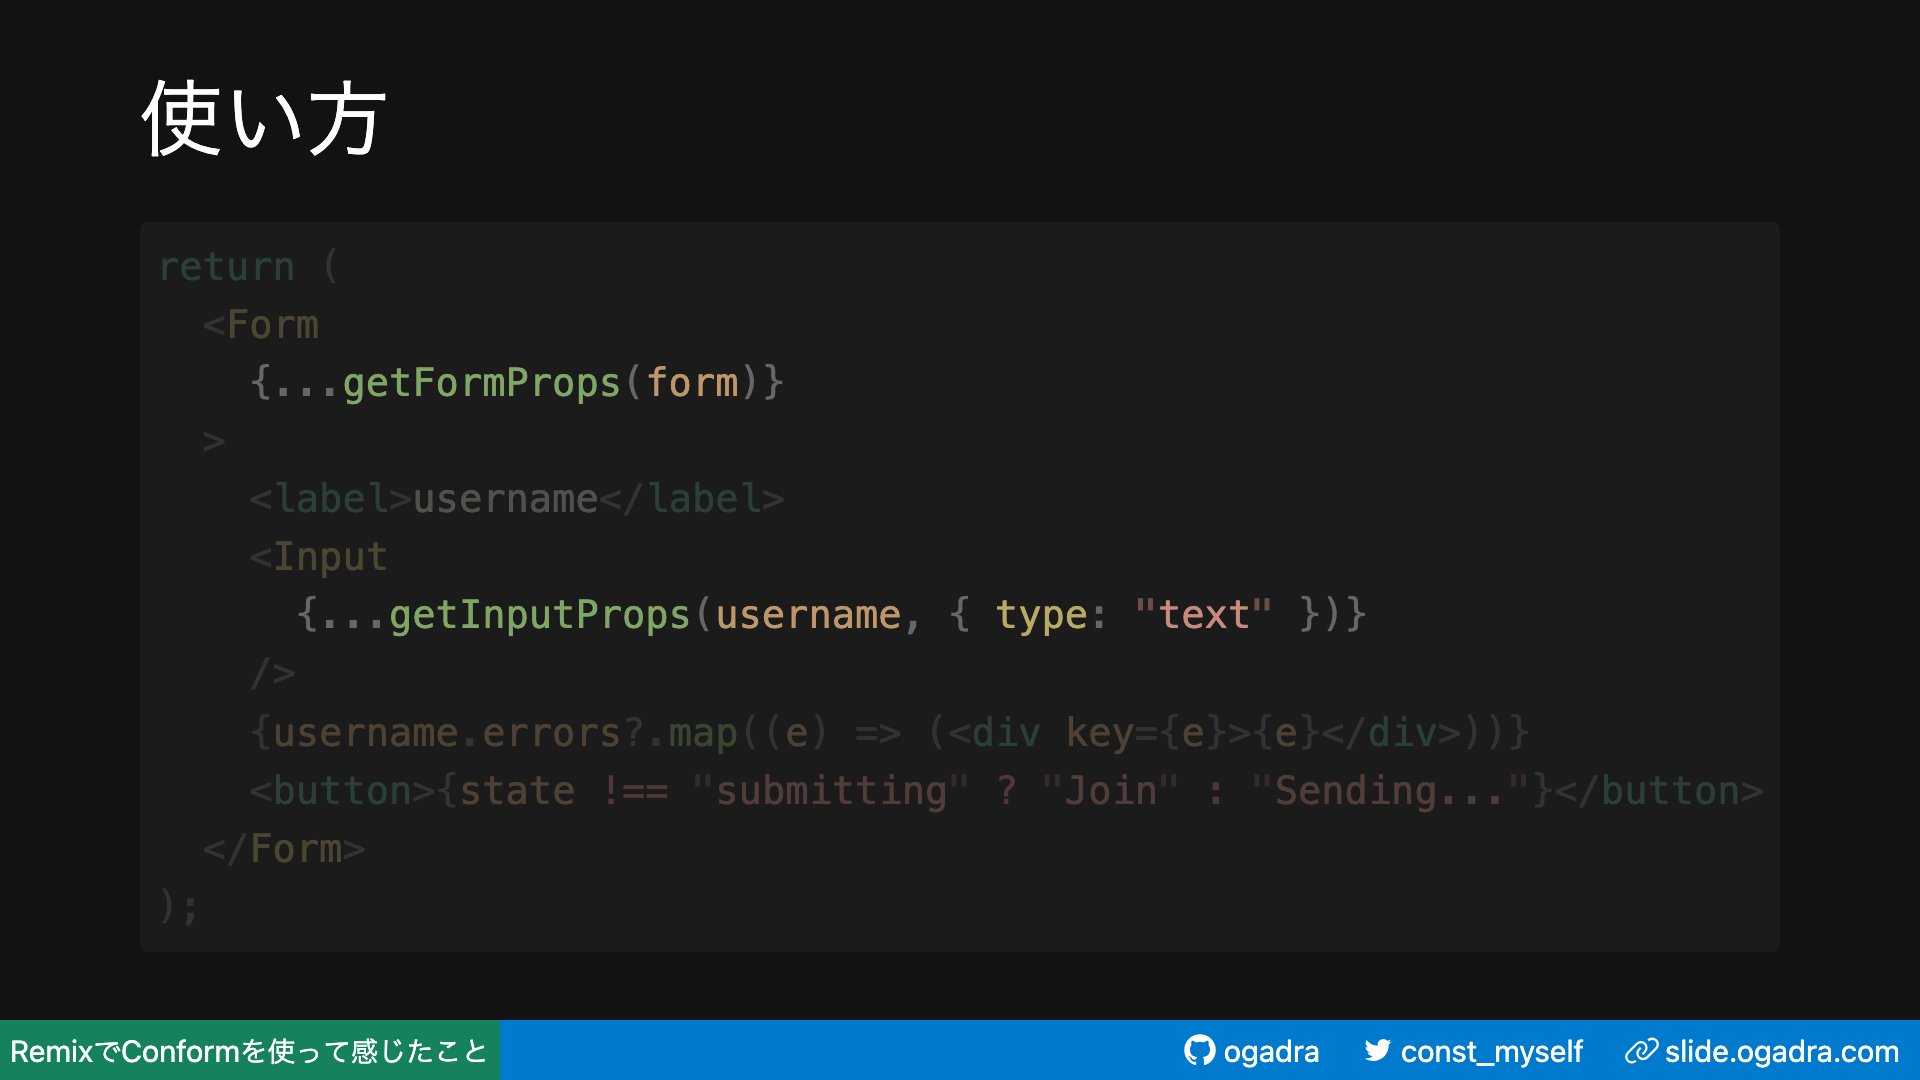 使い方
return (
  <Form
    {...getFormProps(form)}
  >
    <label>username</label>
    <Input
      {...getInputProps(username, { type: "text" })}
    />
    {username.errors?.map((e) => (<div key={e}>{e}</div>))}
    <button>{state !== "submitting" ? "Join" : "Sending..."}</button>
  </Form>
);
RemixでConformを使って感じたこと
ogadra const_myself slide.ogadra.com